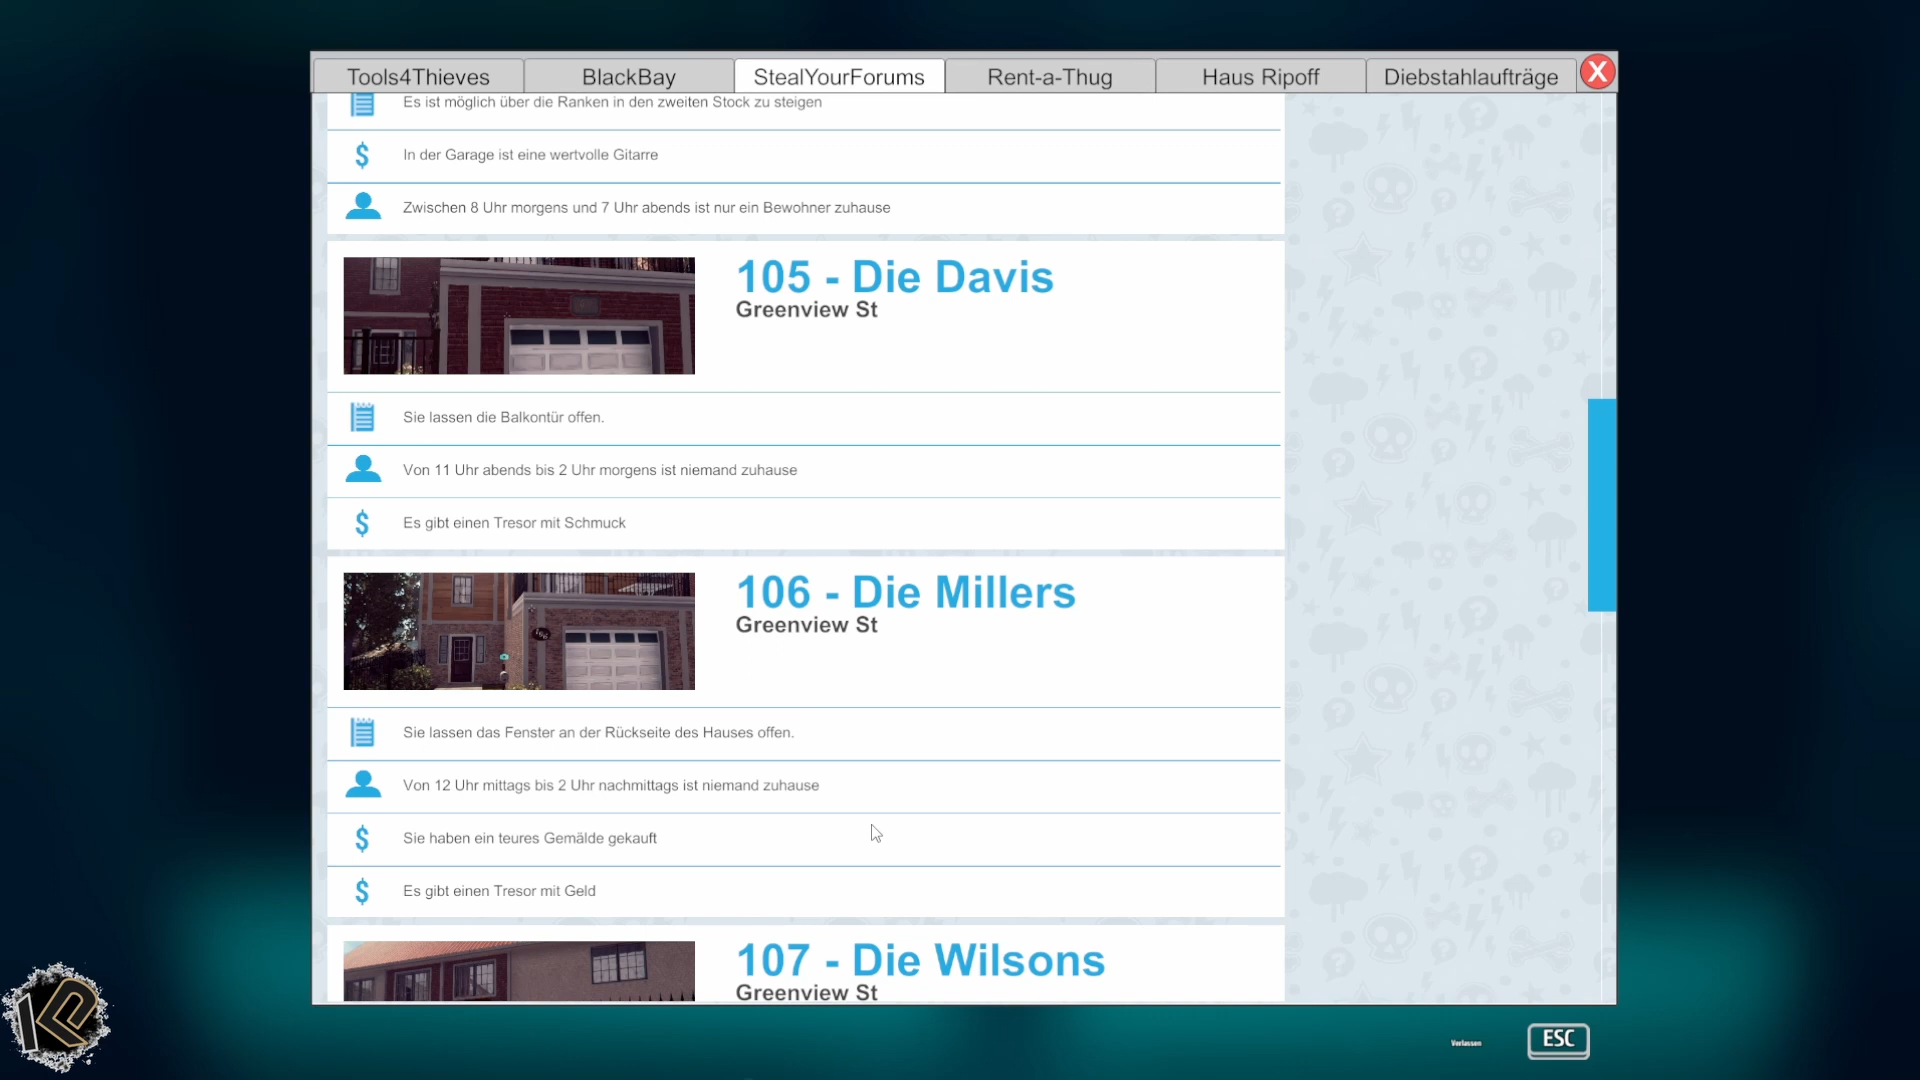 Tools4Thieves
BlackBay
StealYourForums
Rent-a-Thug
Haus Ripoff
Diebstahlaufträge
X
Es ist möglich über die Ranken in den zweiten Stock zu steigen
$ In der Garage ist eine wertvolle Gitarre
Zwischen 8 Uhr morgens und 7 Uhr abends ist nur ein Bewohner zuhause
105 - Die Davis
Greenview St
Sie lassen die Balkontür offen.
Von 11 Uhr abends bis 2 Uhr morgens ist niemand zuhause
$ Es gibt einen Tresor mit Schmuck
106 - Die Millers
Greenview St
Sie lassen das Fenster an der Rückseite des Hauses offen.
Von 12 Uhr mittags bis 2 Uhr nachmittags ist niemand zuhause
$ Sie haben ein teures Gemälde gekauft
$ Es gibt einen Tresor mit Geld
107 - Die Wilsons
Greenview St
Verlassen
ESC